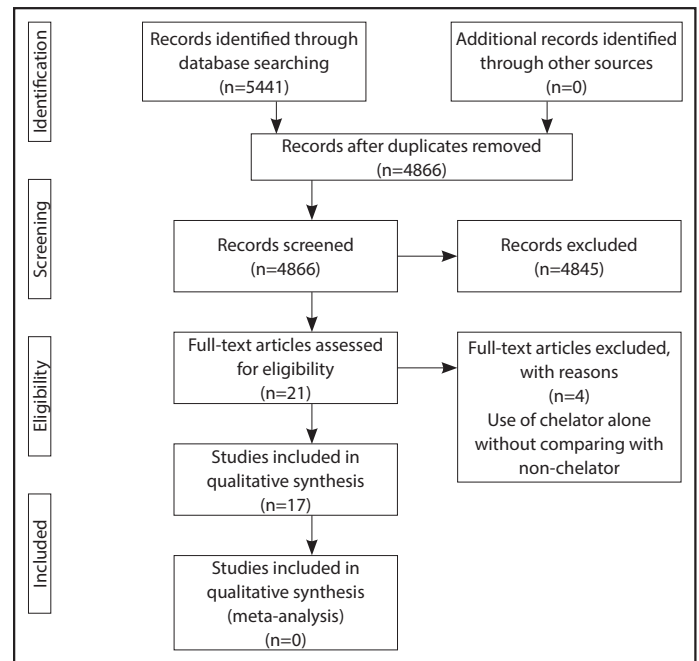 Identification
Records identified through
database searching
(n=5441)
Additional records identified
through other sources
(n=0)
Records after duplicates removed
(n=4866)
Screening
Records screened
(n=4866)
Records excluded
(n=4845)
Eligibility
Full-text articles assessed
for eligibility
(n=21)
Full-text articles excluded,
with reasons
(n=4)
Use of chelator alone
without comparing with
non-chelator
Studies included in
qualitative synthesis
(n=17)
Included
Studies included in
qualitative synthesis
(meta-analysis)
(n=0)